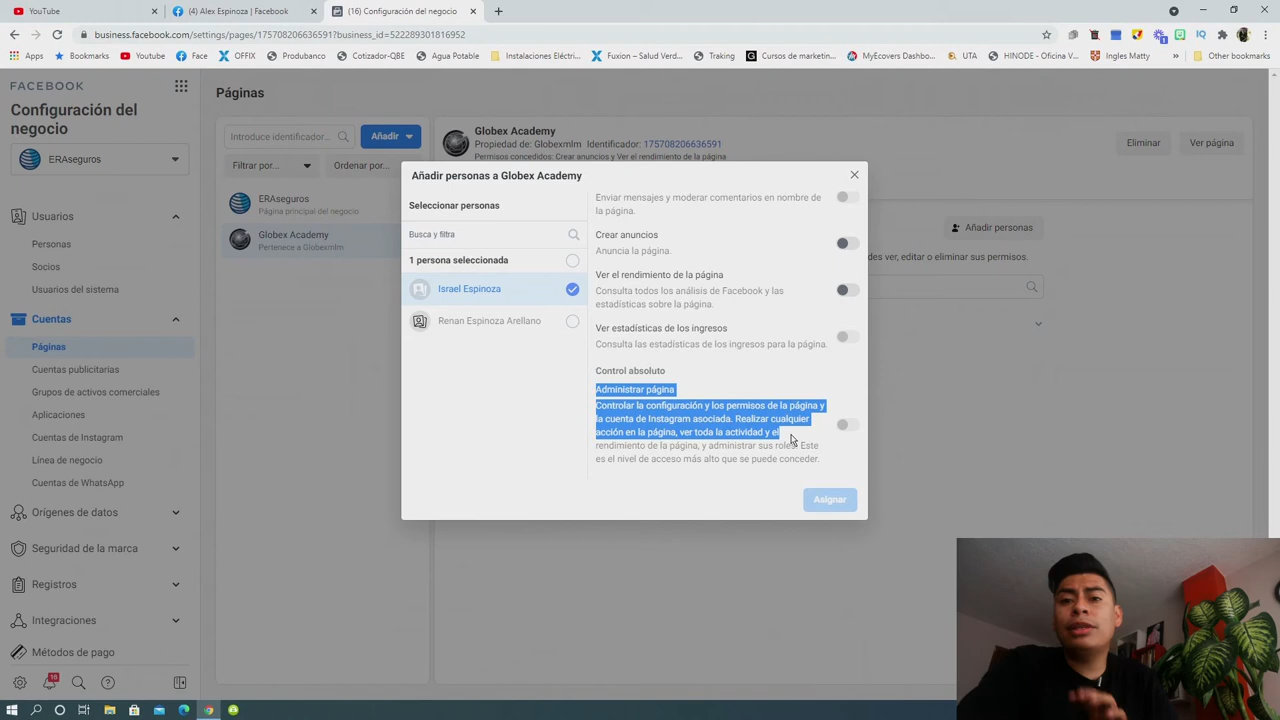 YouTube
(4) Alex Espinoza | Facebook
(16) Configuración del negocio
business.facebook.com/settings/pages/175708206636591?business_id=522289301816952
Apps
Bookmarks
Youtube
Face
OFFIX
Produbanco
Cotizador-QBE
Agua Potable
Instalaciones Eléctri...
Fuxion – Salud Verd...
Traking
Cursos de marketin...
MyEcovers Dashbo...
UTA
HINODE - Oficina V...
Ingles Matty
Other bookmarks
FACEBOOK
Configuración del
negocio
ERAseguros
Usuarios
Personas
Socios
Usuarios del sistema
Cuentas
Páginas
Cuentas publicitarias
Grupos de activos comerciales
Aplicaciones
Cuentas de Instagram
Línea de negocio
Cuentas de WhatsApp
Orígenes de datos
Seguridad de la marca
Registros
Integraciones
Métodos de pago
Páginas
Introduce identificador...
Añadir
Filtrar por...
Ordenar por...
ERAseguros
Página principal del negocio
Globex Academy
Pertenece a Globexmlm
Globex Academy
Propiedad de: Globexmlm Identificador: 175708206636591
Permisos concedidos: Crear anuncios y Ver el rendimiento de la página
Eliminar
Ver página
Añadir personas
des ver, editar o eliminar sus permisos.
Añadir personas a Globex Academy
Seleccionar personas
Busca y filtra
1 persona seleccionada
Israel Espinoza
Renan Espinoza Arellano
Enviar mensajes y moderar comentarios en nombre de
la página.
Crear anuncios
Anuncia la página.
Ver el rendimiento de la página
Consulta todos los análisis de Facebook y las
estadísticas sobre la página.
Ver estadísticas de los ingresos
Consulta las estadísticas de los ingresos para la página.
Control absoluto
Administrar página
Controlar la configuración y los permisos de la página y
la cuenta de Instagram asociada. Realizar cualquier
acción en la página, ver toda la actividad y el
rendimiento de la página, y administrar sus roles. Este
es el nivel de acceso más alto que se puede conceder.
Asignar